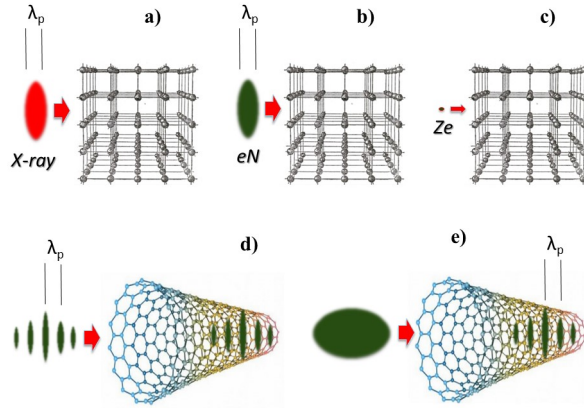 λp a)
λp b)
c)
X-ray
eN
Ze
d)
λp
e)
λp